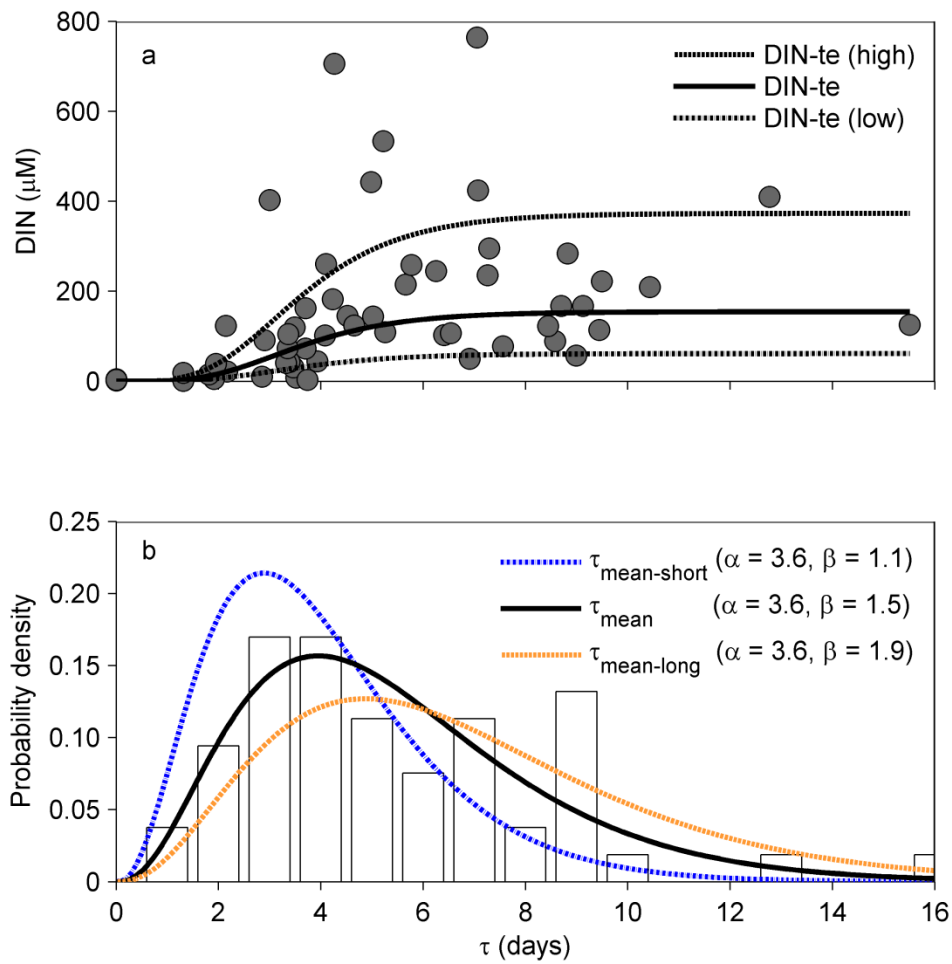 800
600
400
200
0
DIN (μM)
a
DIN-te (high)
DIN-te
DIN-te (low)
0.25
0.20
0.15
0.10
0.05
0
Probability density
b
τmean-short (α = 3.6, β = 1.1)
τmean (α = 3.6, β = 1.5)
τmean-long (α = 3.6, β = 1.9)
0 2 4 6 8 10 12 14 16
τ (days)